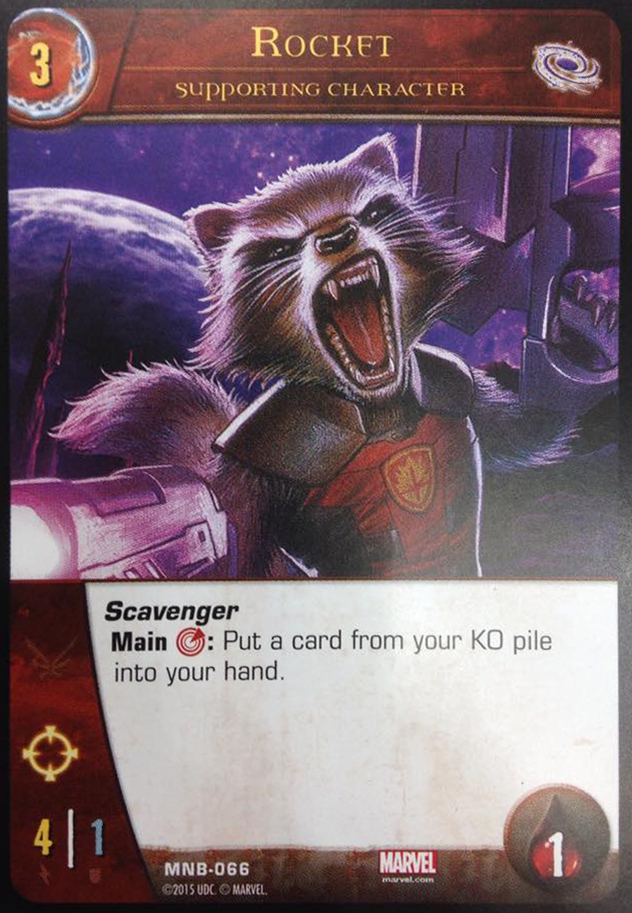 3
ROCKET
SUPPORTING CHARACTER
Scavenger
Main : Put a card from your KO pile
into your hand.
4 | 1
1
MNB-066
MARVEL
marvel.com
©2015 UDC. © MARVEL.